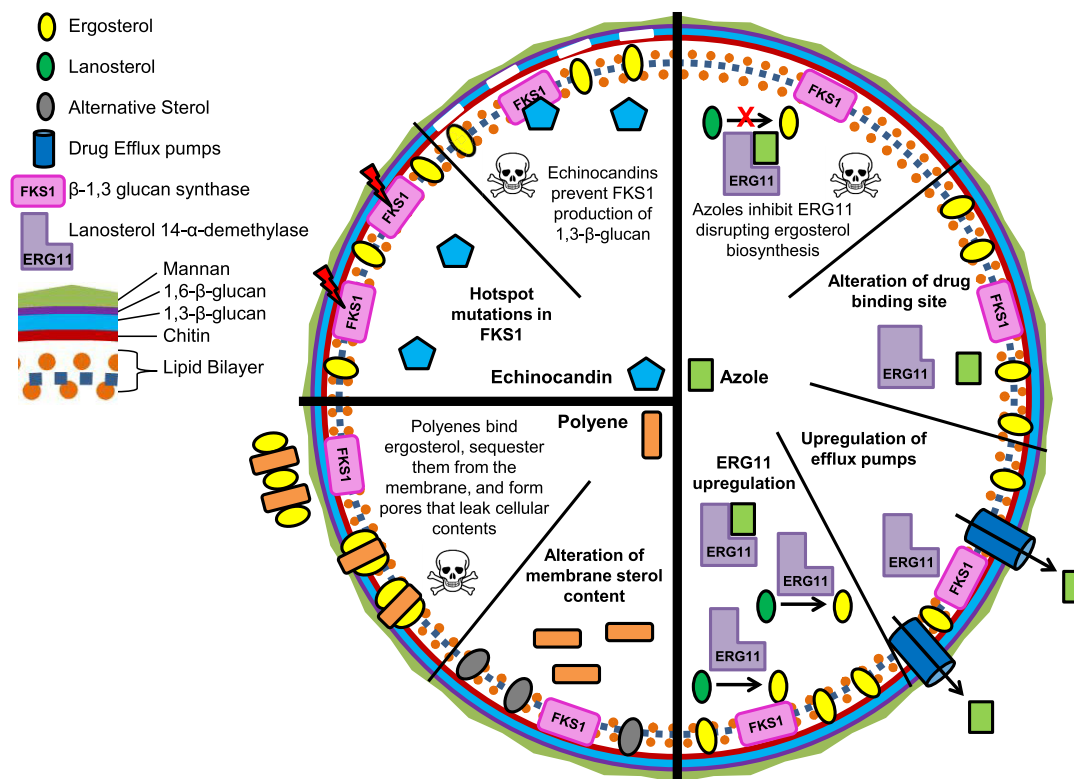 Ergosterol
Lanosterol
Alternative Sterol
Drug Efflux pumps
FKS1
β-1,3 glucan synthase
Lanosterol 14-α-demethylase
ERG11
Mannan
1,6-β-glucan
1,3-β-glucan
Chitin
Lipid Bilayer
FKS1
Echinocandins
prevent FKS1
production of
1,3-β-glucan
FKS1
FKS1
Hotspot
mutations in
FKS1
Echinocandin
FKS1
X
ERG11
Azoles inhibit ERG11
disrupting ergosterol
biosynthesis
Alteration of drug
binding site
FKS1
ERG11
Azole
Polyene
Polyenes bind
ergosterol, sequester
them from the
membrane, and form
pores that leak cellular
contents
FKS1
Alteration of
membrane sterol
content
FKS1
Upregulation of
efflux pumps
ERG11
FKS1
ERG11
upregulation
ERG11
ERG11
ERG11
FKS1